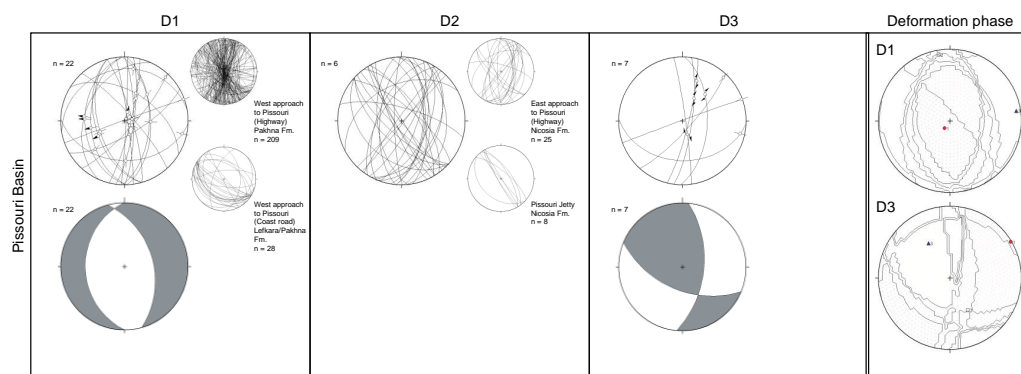 D1
D2
D3
Deformation phase
Pissouri Basin
n = 22
West approach
to Pissouri
(Highway)
Pakhna Fm.
n = 209
West approach
to Pissouri
(Coast road)
Lefkara/Pakhna
Fm.
n = 28
n = 22
n = 6
East approach
to Pissouri
(Highway)
Nicosia Fm.
n = 25
Pissouri Jetty
Nicosia Fm.
n = 8
n = 7
n = 7
D1
D3